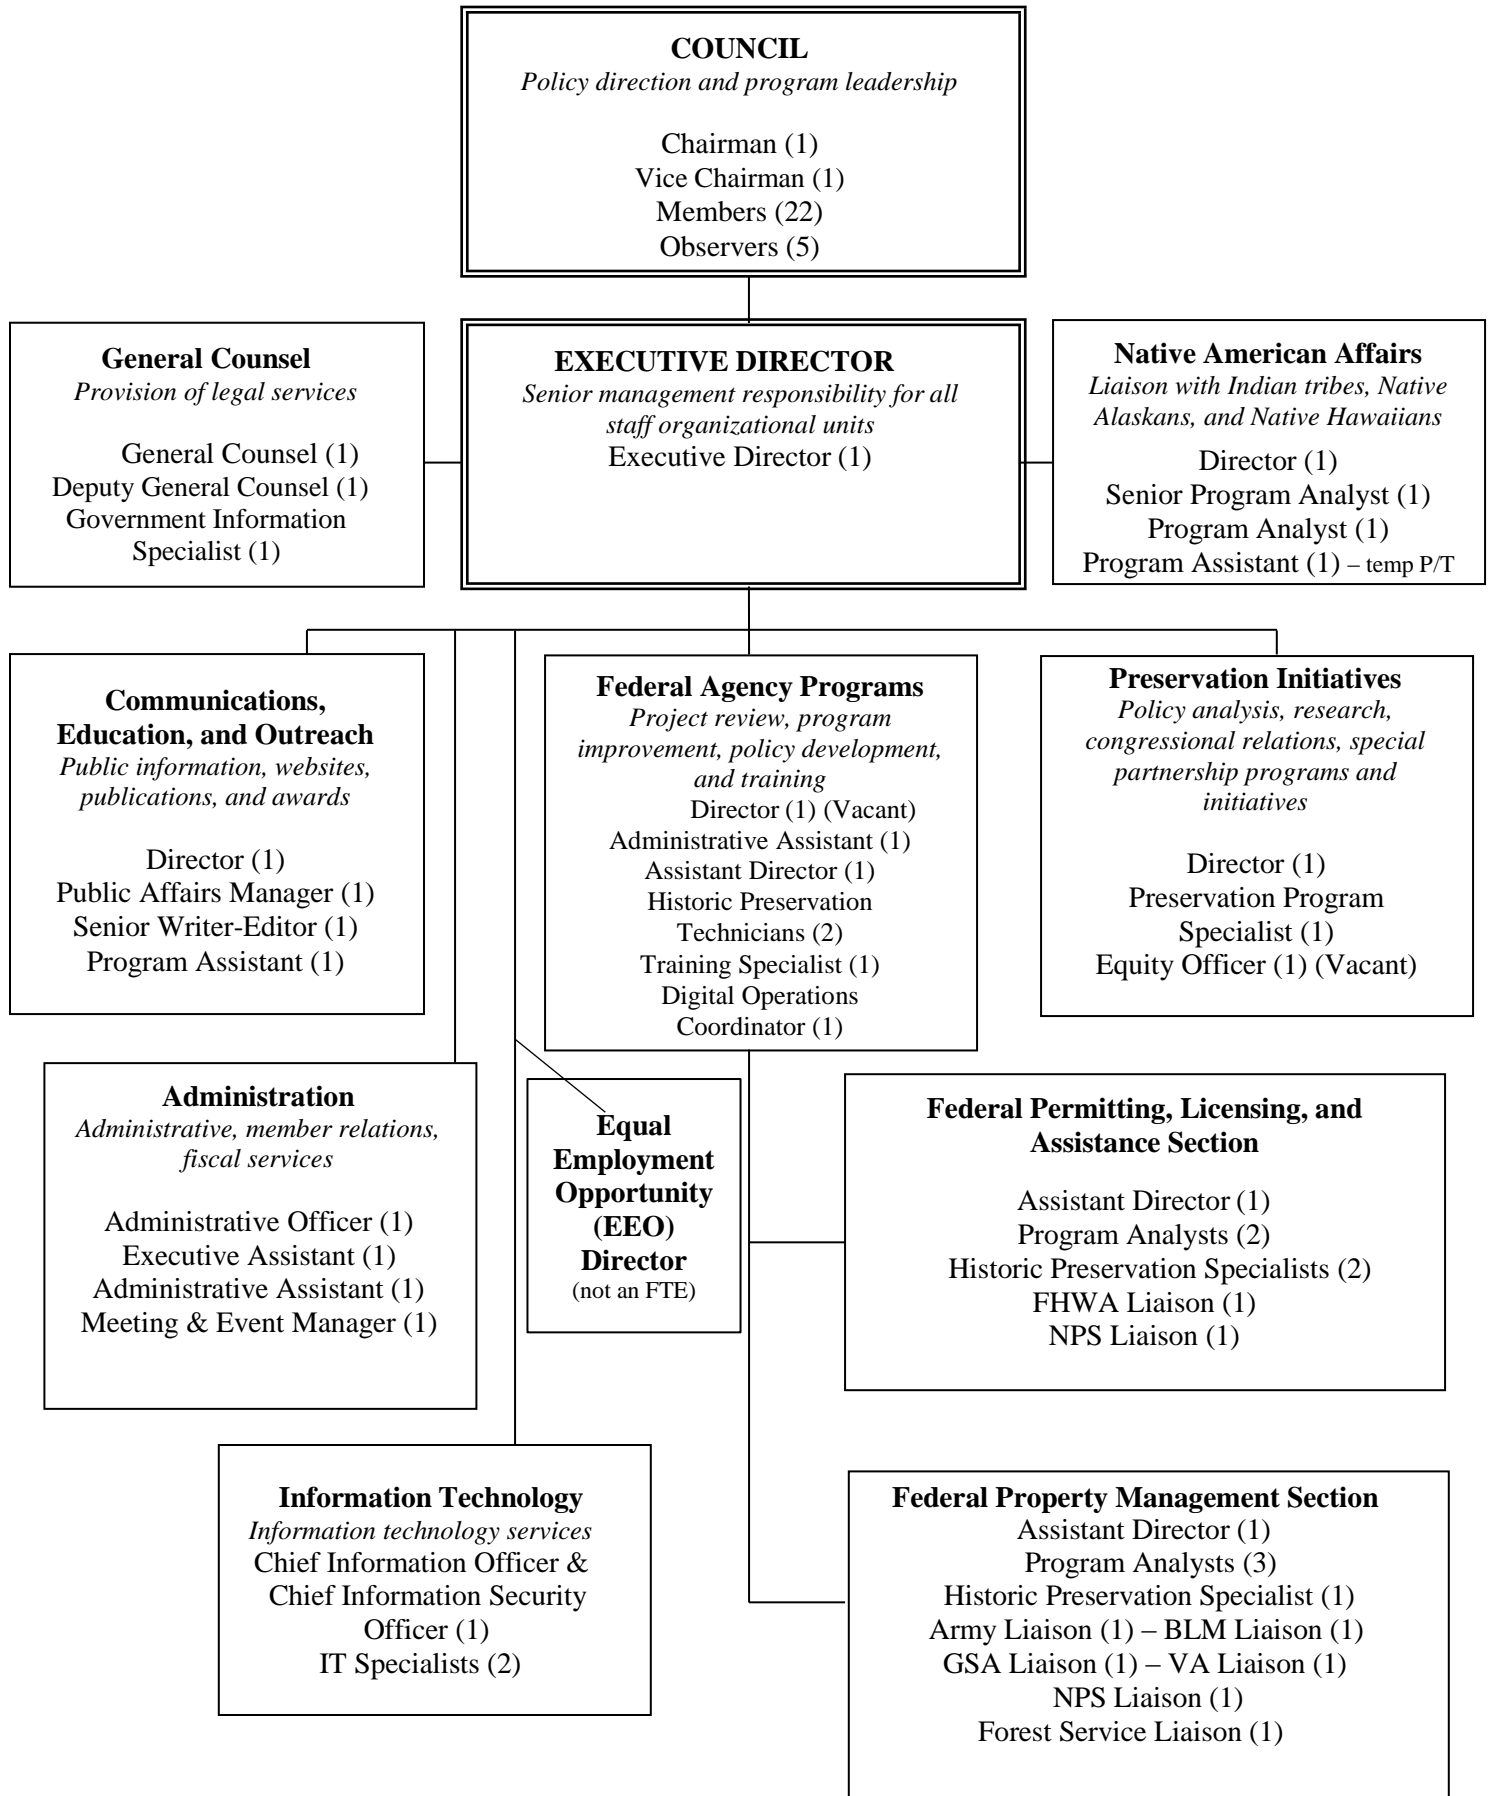 COUNCIL
Policy direction and program leadership
Chairman (1)
Vice Chairman (1)
Members (22)
Observers (5)
General Counsel
Provision of legal services
General Counsel (1)
Deputy General Counsel (1)
Government Information
Specialist (1)
EXECUTIVE DIRECTOR
Senior management responsibility for all
staff organizational units
Executive Director (1)
Native American Affairs
Liaison with Indian tribes, Native
Alaskans, and Native Hawaiians
Director (1)
Senior Program Analyst (1)
Program Analyst (1)
Program Assistant (1) – temp P/T
Communications,
Education, and Outreach
Public information, websites,
publications, and awards
Director (1)
Public Affairs Manager (1)
Senior Writer-Editor (1)
Program Assistant (1)
Federal Agency Programs
Project review, program
improvement, policy development,
and training
Director (1) (Vacant)
Administrative Assistant (1)
Assistant Director (1)
Historic Preservation
Technicians (2)
Training Specialist (1)
Digital Operations
Coordinator (1)
Preservation Initiatives
Policy analysis, research,
congressional relations, special
partnership programs and
initiatives
Director (1)
Preservation Program
Specialist (1)
Equity Officer (1) (Vacant)
Administration
Administrative, member relations,
fiscal services
Administrative Officer (1)
Executive Assistant (1)
Administrative Assistant (1)
Meeting & Event Manager (1)
Equal
Employment
Opportunity
(EEO)
Director
(not an FTE)
Federal Permitting, Licensing, and
Assistance Section
Assistant Director (1)
Program Analysts (2)
Historic Preservation Specialists (2)
FHWA Liaison (1)
NPS Liaison (1)
Information Technology
Information technology services
Chief Information Officer &
Chief Information Security
Officer (1)
IT Specialists (2)
Federal Property Management Section
Assistant Director (1)
Program Analysts (3)
Historic Preservation Specialist (1)
Army Liaison (1) – BLM Liaison (1)
GSA Liaison (1) – VA Liaison (1)
NPS Liaison (1)
Forest Service Liaison (1)